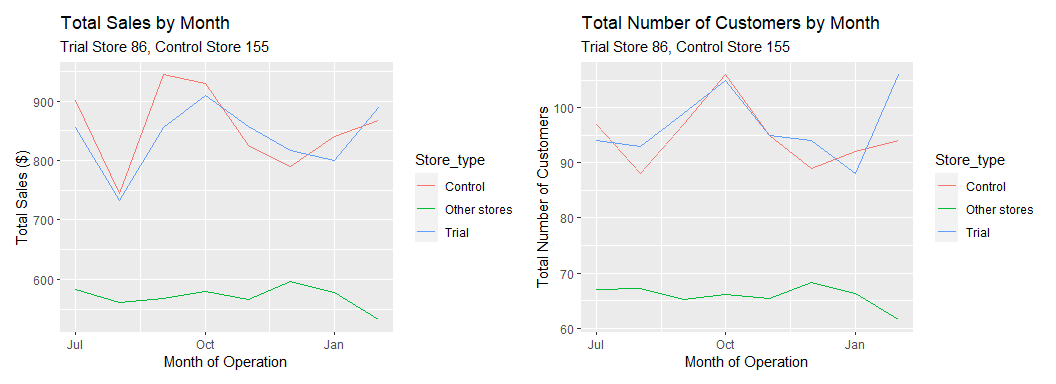 Total Sales by Month
Trial Store 86, Control Store 155
Total Sales ($)
900
800
700
600
Jul
Oct
Jan
Month of Operation
Store_type
Control
Other stores
Trial
Total Number of Customers by Month
Trial Store 86, Control Store 155
Total Number of Customers
100
90
80
70
60
Jul
Oct
Jan
Month of Operation
Store_type
Control
Other stores
Trial